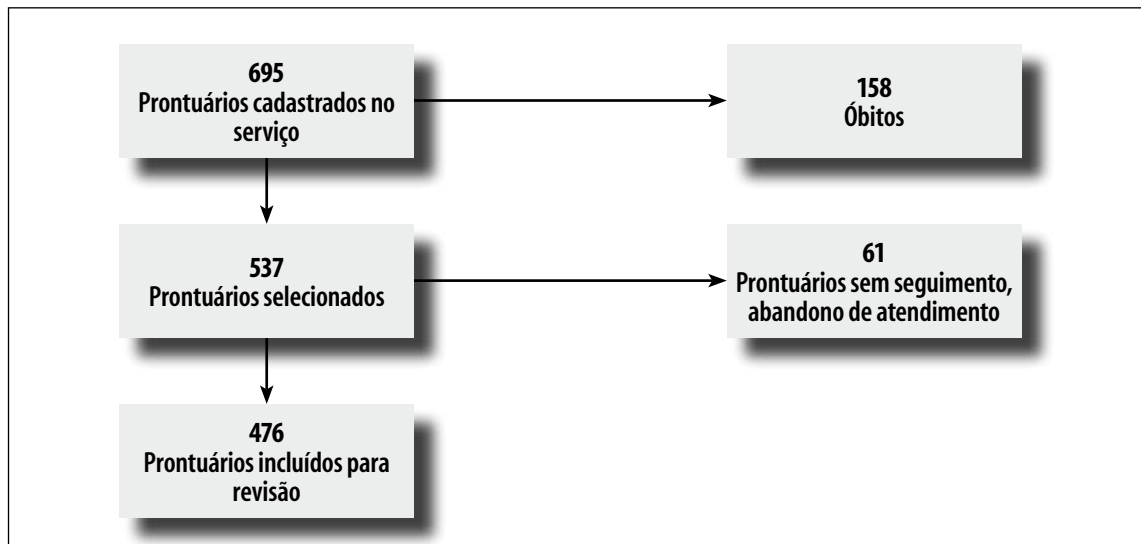 695
Prontuários cadastrados no
serviço
158
Óbitos
537
Prontuários selecionados
61
Prontuários sem seguimento,
abandono de atendimento
476
Prontuários incluídos para
revisão